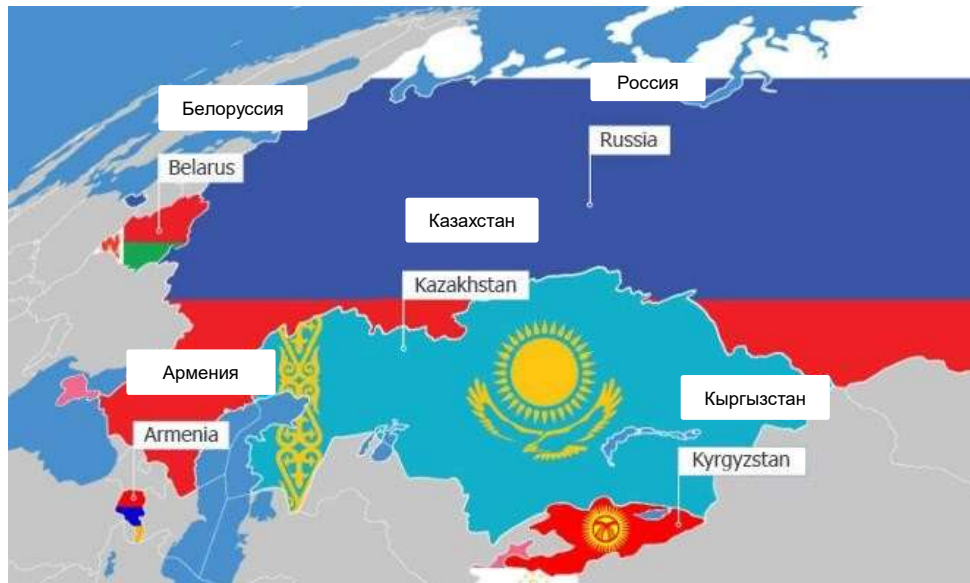 Россия
Белоруссия
Russia
Belarus
Казахстан
Kazakhstan
Армения
Кыргызстан
Armenia
Kyrgyzstan